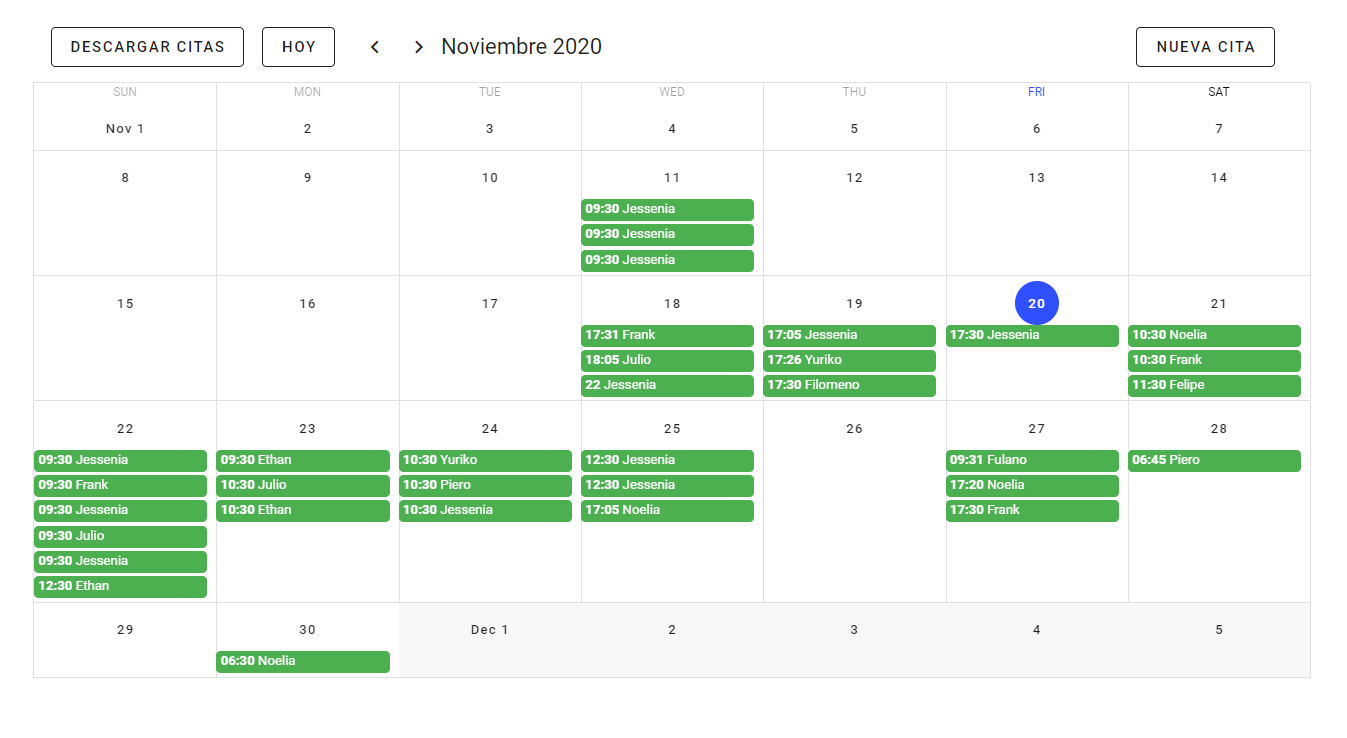 DESCARGAR CITAS HOY Noviembre 2020 NUEVA CITA
SUN MON TUE WED THU FRI SAT
Nov 1 2 3 4 5 6 7
8 9 10 11 12 13 14
09:30 Jessenia
09:30 Jessenia
09:30 Jessenia
15 16 17 18 19 20 21
17:31 Frank 17:05 Jessenia 17:30 Jessenia 10:30 Noelia
18:05 Julio 17:26 Yuriko 10:30 Frank
22 Jessenia 17:30 Filomeno 11:30 Felipe
22 23 24 25 26 27 28
09:30 Jessenia 09:30 Ethan 10:30 Yuriko 12:30 Jessenia 09:31 Fulano 06:45 Piero
09:30 Frank 10:30 Julio 10:30 Piero 12:30 Jessenia 17:20 Noelia
09:30 Jessenia 10:30 Ethan 10:30 Jessenia 17:05 Noelia 17:30 Frank
09:30 Julio
09:30 Jessenia
12:30 Ethan
29 30 Dec 1 2 3 4 5
06:30 Noelia